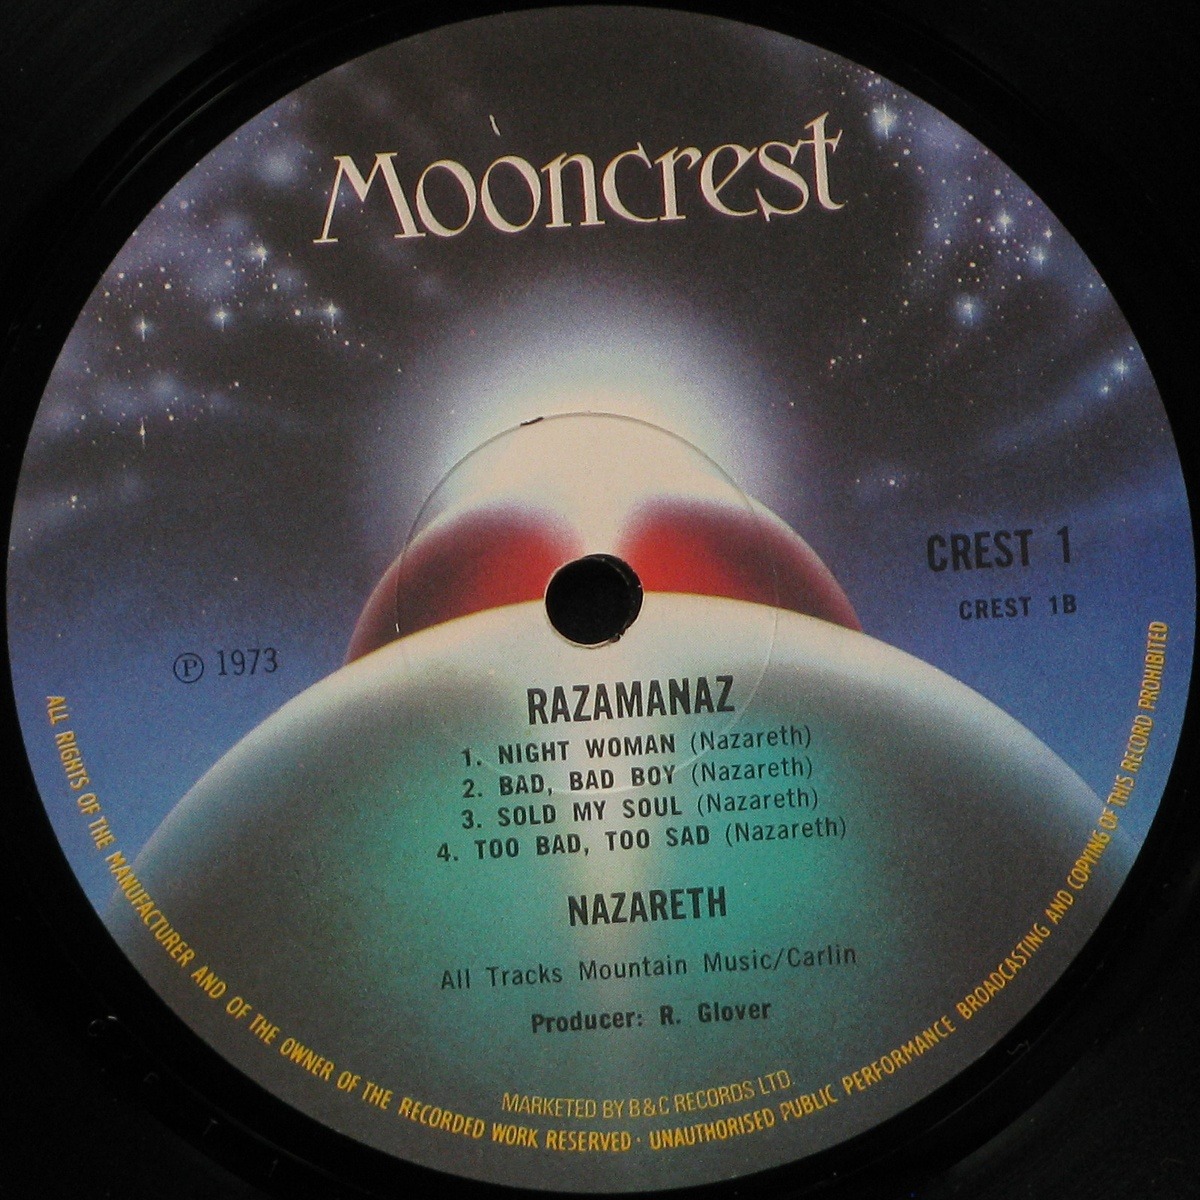 Mooncrest
CREST 1
CREST 1B
Ⓟ 1973
RAZAMANAZ
1. NIGHT WOMAN (Nazareth)
2. BAD, BAD BOY (Nazareth)
3. SOLD MY SOUL (Nazareth)
4. TOO BAD, TOO SAD (Nazareth)
NAZARETH
All Tracks Mountain Music/Carlin
Producer: R. Glover
MARKETED BY B&C RECORDS LTD.
ALL RIGHTS OF THE MANUFACTURER AND OF THE OWNER OF THE RECORDED WORK RESERVED · UNAUTHORISED PUBLIC PERFORMANCE BROADCASTING AND COPYING OF THIS RECORD PROHIBITED